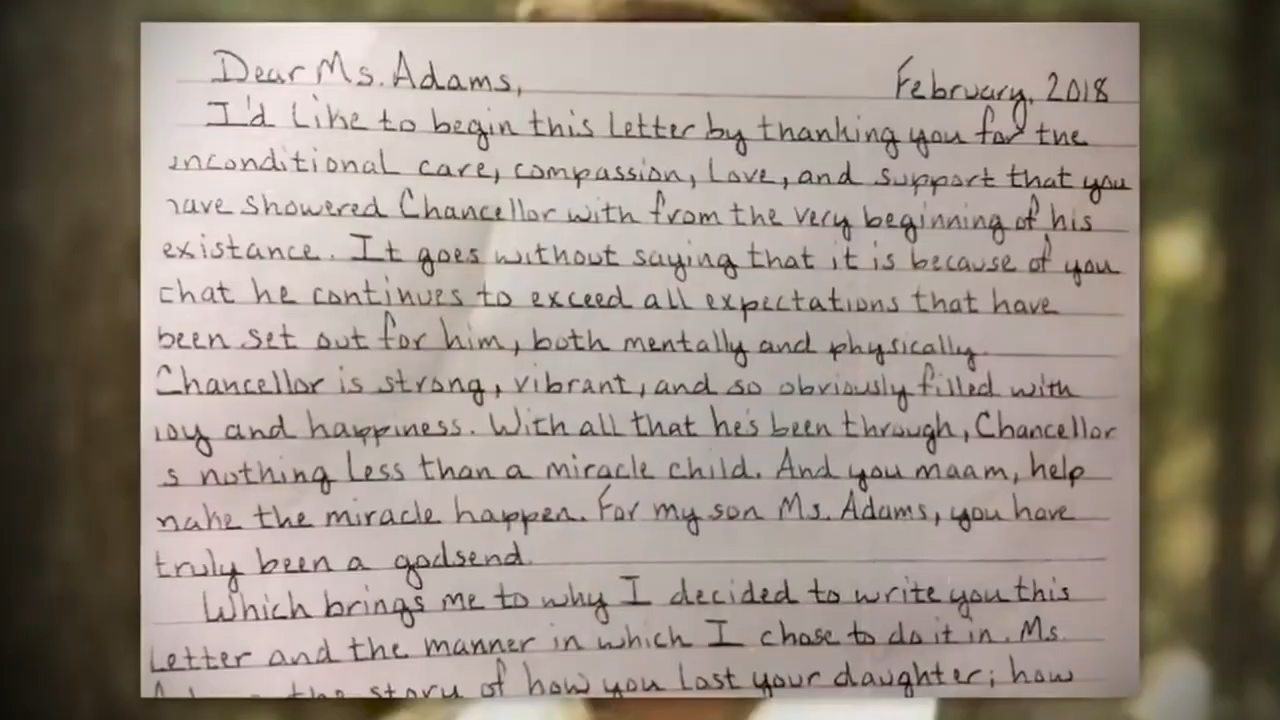 Dear Ms. Adams,
February, 2018
I'd like to begin this letter by thanking you for the
unconditional care, compassion, love, and support that you
have showered Chancellor with from the very beginning of his
existance. It goes without saying that it is because of you
that he continues to exceed all expectations that have
been set out for him, both mentally and physically.
Chancellor is strong, vibrant, and so obviously filled with
joy and happiness. With all that he's been through, Chancellor
is nothing less than a miracle child. And you maam, help
make the miracle happen. For my son Ms. Adams, you have
truly been a godsend.
Which brings me to why I decided to write you this
letter and the manner in which I chose to do it in. Ms.
the story of how you lost your daughter; how